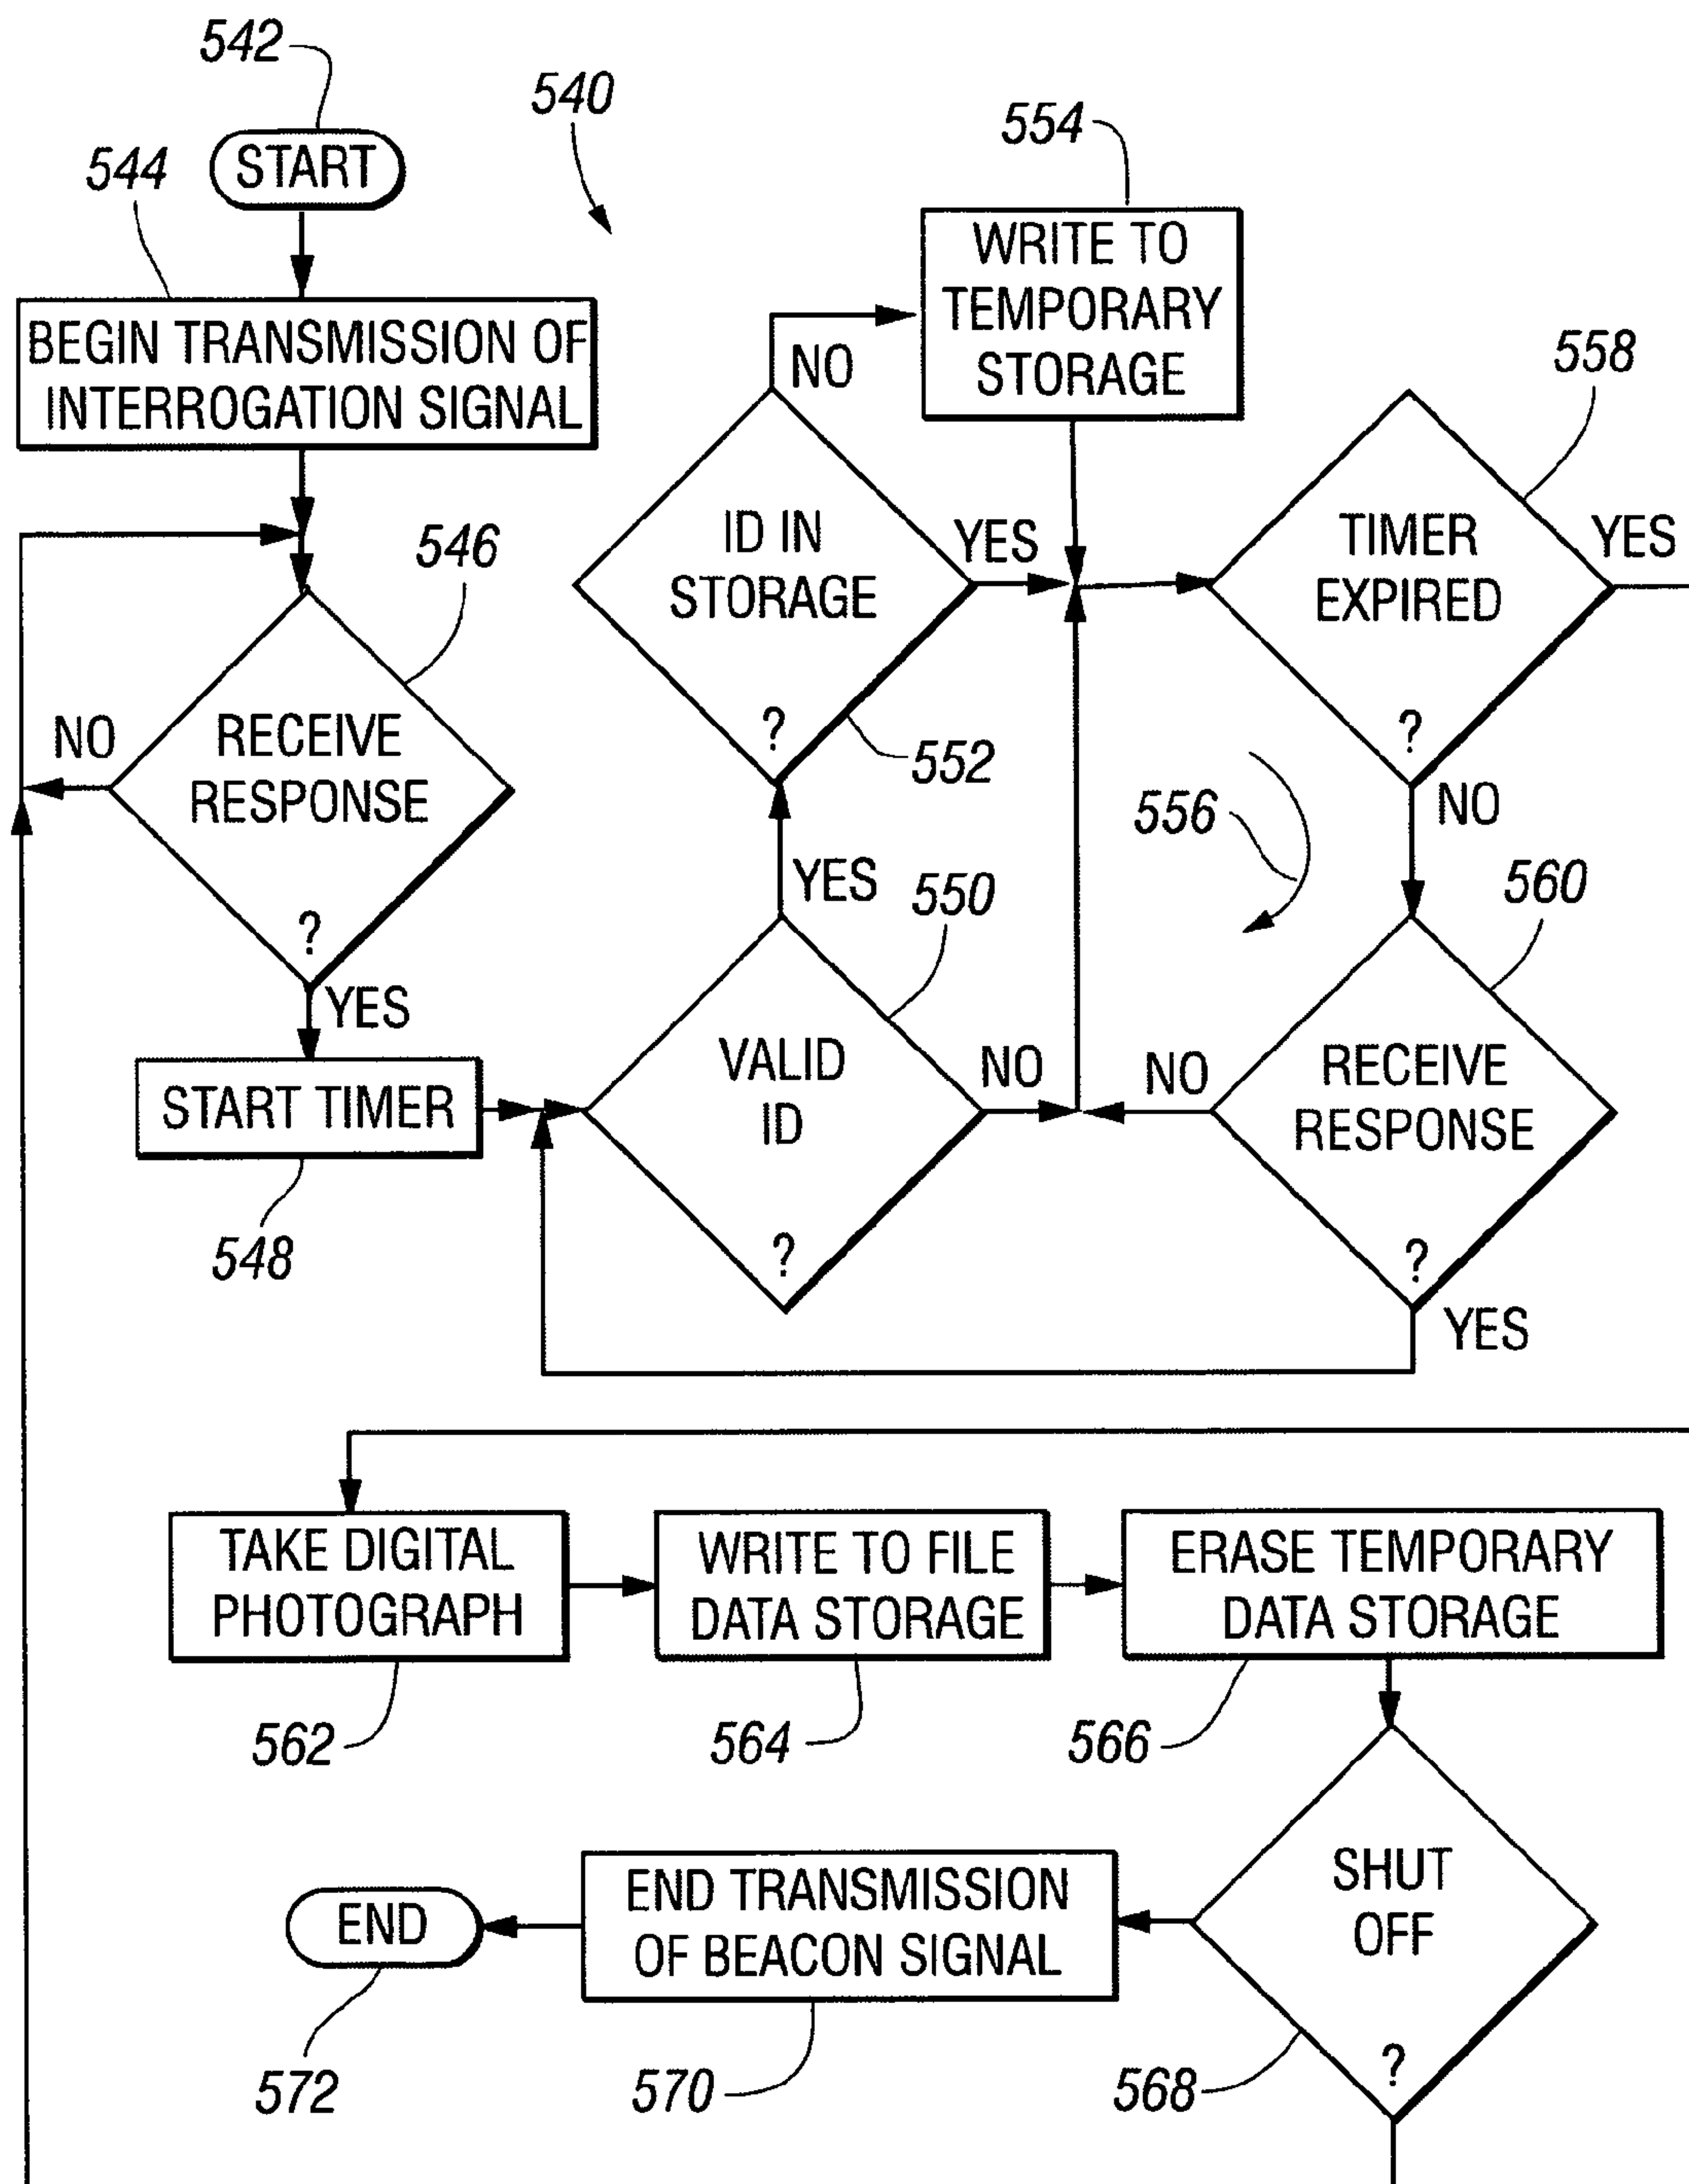 542
540
554
544
START
WRITE TO
TEMPORARY
STORAGE
BEGIN TRANSMISSION OF
INTERROGATION SIGNAL
NO
558
546
ID IN
STORAGE
?
YES
TIMER
EXPIRED
?
YES
NO
RECEIVE
RESPONSE
?
552
556
NO
YES
550
560
YES
START TIMER
VALID
ID
?
NO
NO
RECEIVE
RESPONSE
?
548
YES
TAKE DIGITAL
PHOTOGRAPH
WRITE TO FILE
DATA STORAGE
ERASE TEMPORARY
DATA STORAGE
562
564
566
END
END TRANSMISSION
OF BEACON SIGNAL
SHUT
OFF
?
572
570
568